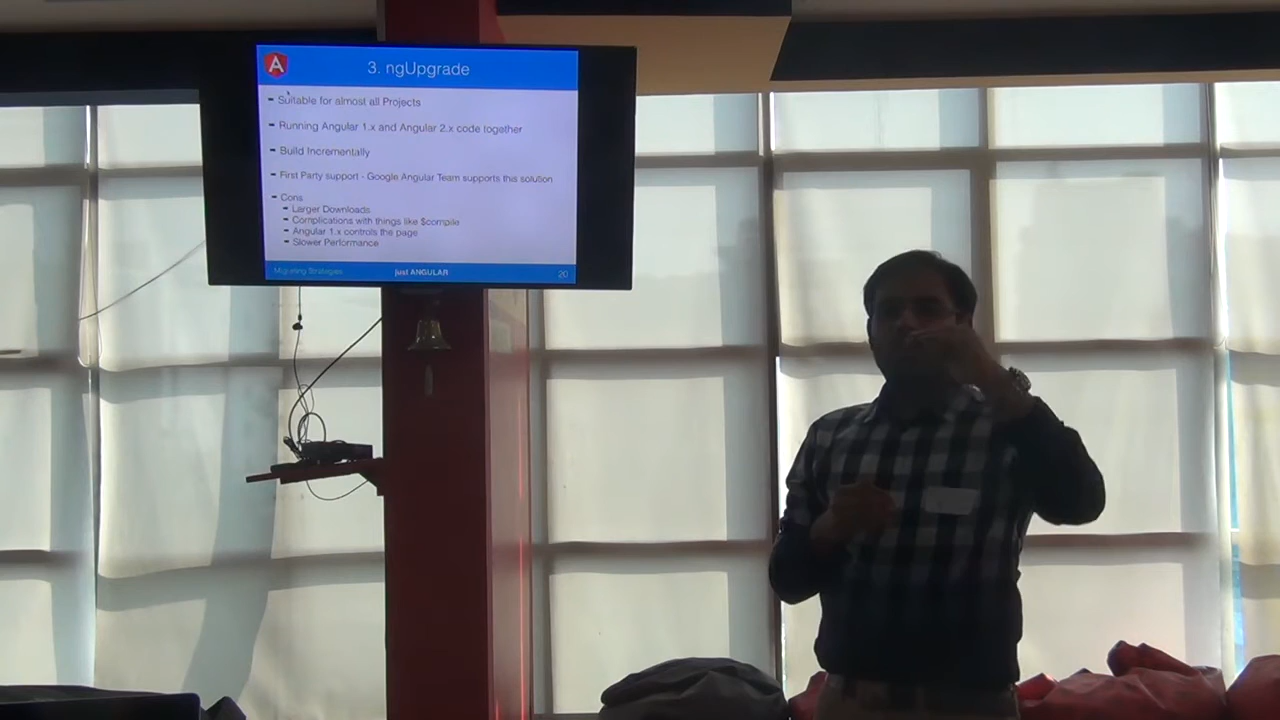 3. ngUpgrade
Suitable for almost all Projects
Running Angular 1.x and Angular 2.x code together
Build Incrementally
First Party support - Google Angular Team supports this solution
Cons
Larger Downloads
Complications with things like $compile
Angular 1.x controls the page
Slower Performance
Migrating Strategies
just ANGULAR
20